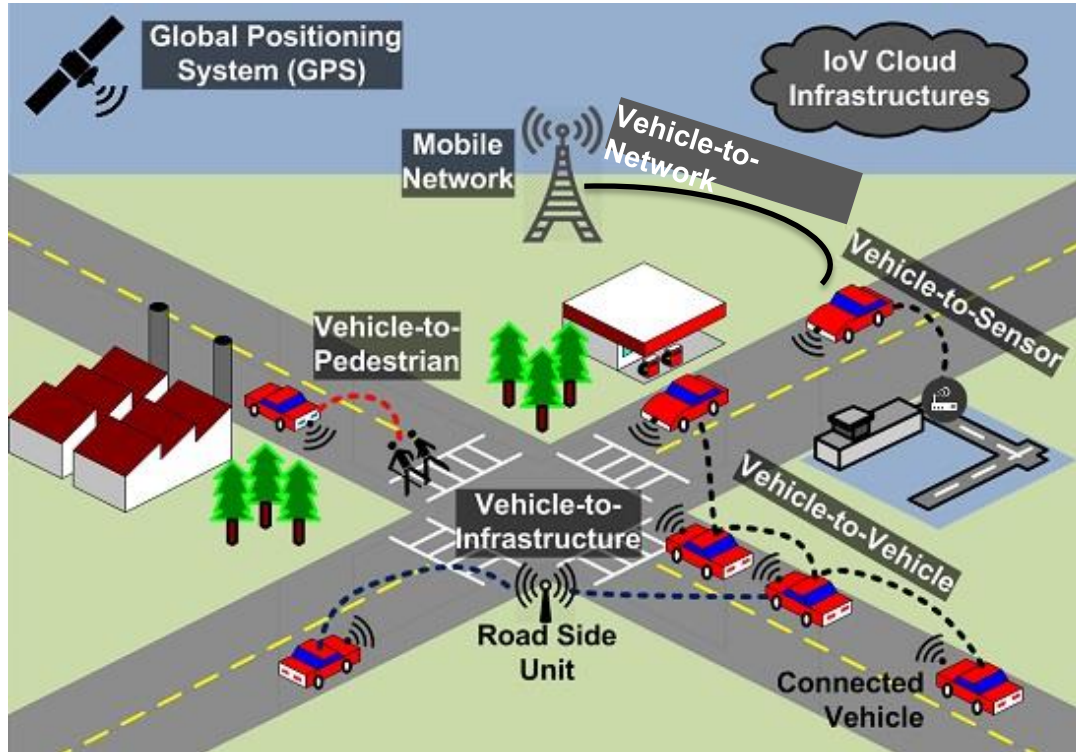 Global Positioning
System (GPS)
IoV Cloud
Infrastructures
Mobile
Network
Vehicle-to-
Network
Vehicle-to-Sensor
Vehicle-to-
Pedestrian
Vehicle-to-
Infrastructure
Vehicle-to-Vehicle
Road Side
Unit
Connected
Vehicle